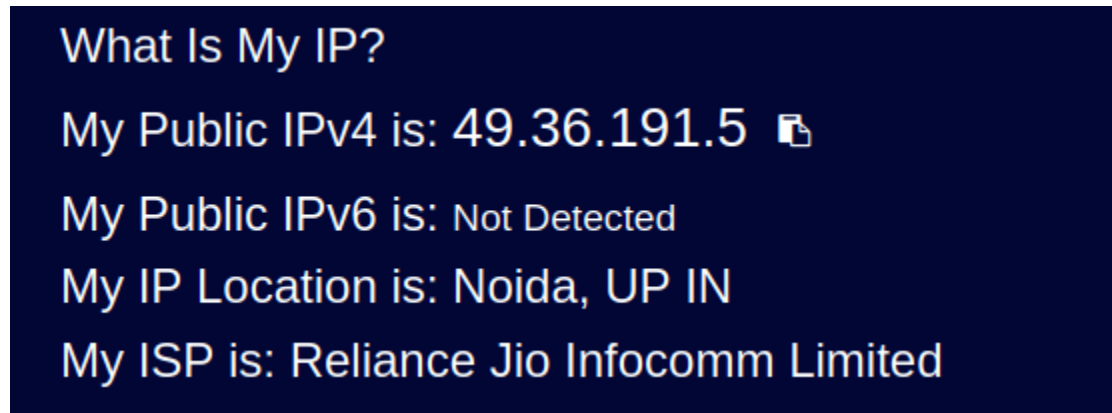 What Is My IP?
My Public IPv4 is: 49.36.191.5
My Public IPv6 is: Not Detected
My IP Location is: Noida, UP IN
My ISP is: Reliance Jio Infocomm Limited